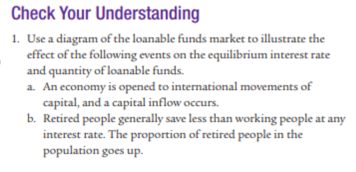 Check Your Understanding
1. Use a diagram of the loanable funds market to illustrate the
effect of the following events on the equilibrium interest rate
and quantity of loanable funds.
a. An economy is opened to international movements of
capital, and a capital inflow occurs.
b. Retired people generally save less than working people at any
interest rate. The proportion of retired people in the
population goes up.